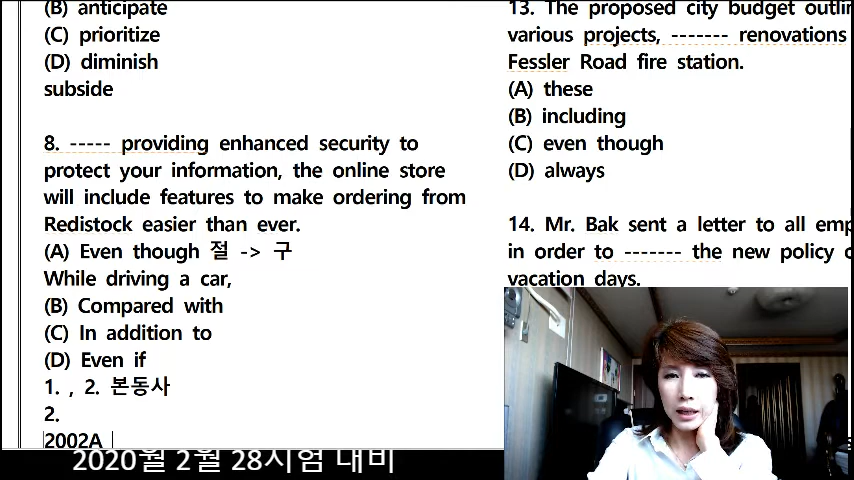 (B) anticipate
(C) prioritize
(D) diminish
subside
8. ----- providing enhanced security to
protect your information, the online store
will include features to make ordering from
Redistock easier than ever.
(A) Even though 절 -> 구
While driving a car,
(B) Compared with
(C) In addition to
(D) Even if
1. , 2. 본동사
2.
2002A
13. The proposed city budget
various projects, ------- renovations
Fessler Road fire station.
(A) these
(B) including
(C) even though
(D) always
14. Mr. Bak sent a letter to all
in order to ------- the new policy
vacation days.
2020월 2월 28시험 대비